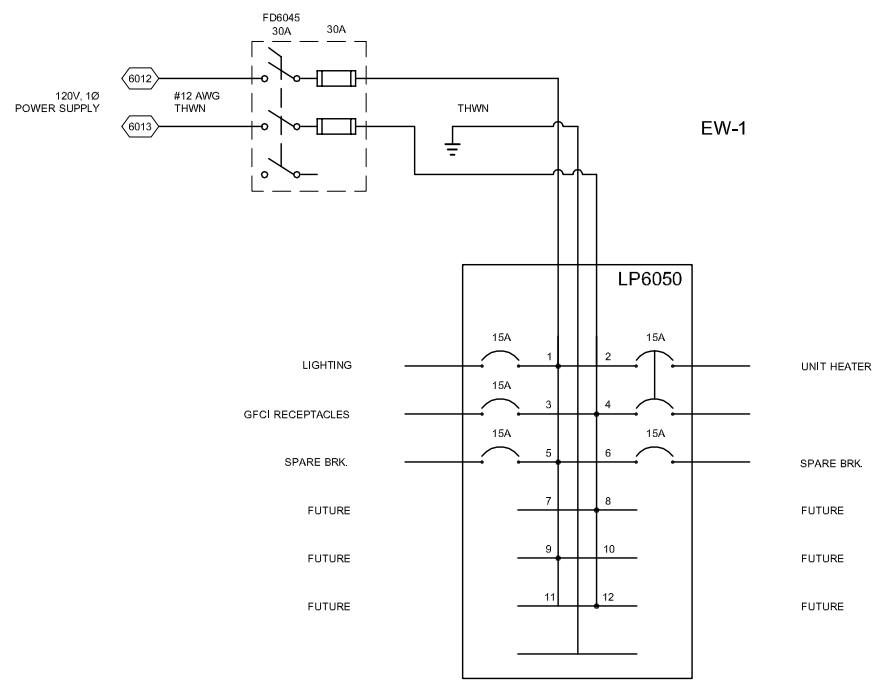 FD6045
30A
30A
6012
120V, 1Ø
POWER SUPPLY
#12 AWG
THWN
6013
THWN
EW-1
LP6050
15A
15A
LIGHTING
1
2
UNIT HEATER
15A
GFCI RECEPTACLES
3
4
15A
15A
SPARE BRK.
5
6
SPARE BRK.
FUTURE
7
8
FUTURE
FUTURE
9
10
FUTURE
FUTURE
11
12
FUTURE